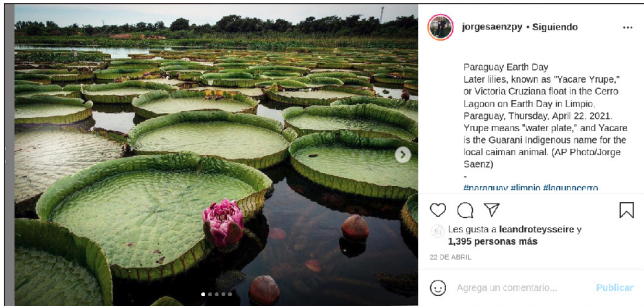 jorgesaenzpy • Siguiendo
Paraguay Earth Day
Later lilies, known as "Yacare Yrupe,"
or Victoria Cruziana float in the Cerro
Lagoon on Earth Day in Limpio,
Paraguay, Thursday, April 22, 2021.
Yrupe means "water plate," and Yacare
is the Guarani Indigenous name for the
local caiman animal. (AP Photo/Jorge
Saenz)
-
#paraguay #limpio #lagunacerro
Les gusta a leandroteysseire y
1,395 personas más
22 DE ABRIL
Agrega un comentario...
Publicar